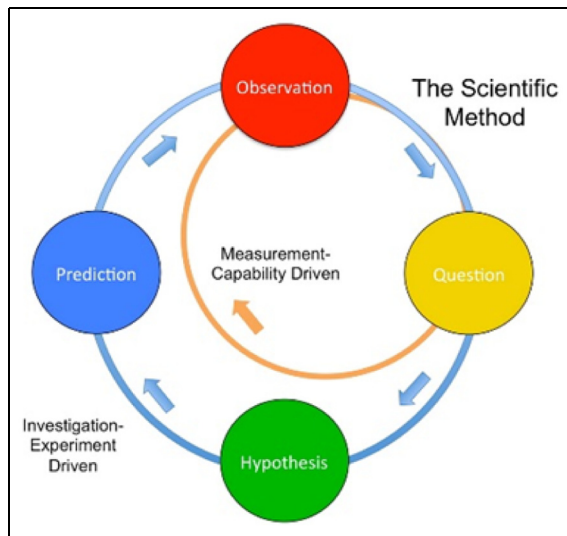 Observation
The Scientific
Method
Measurement-
Capability Driven
Prediction
Question
Investigation-
Experiment
Driven
Hypothesis